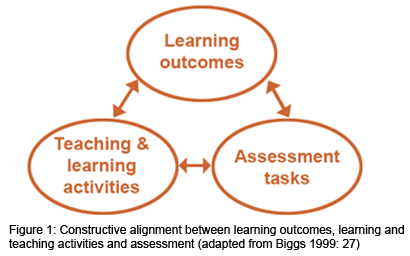 Learning
outcomes
Teaching &
learning
activities
Assessment
tasks
Figure 1: Constructive alignment between learning outcomes, learning and
teaching activities and assessment (adapted from Biggs 1999: 27)